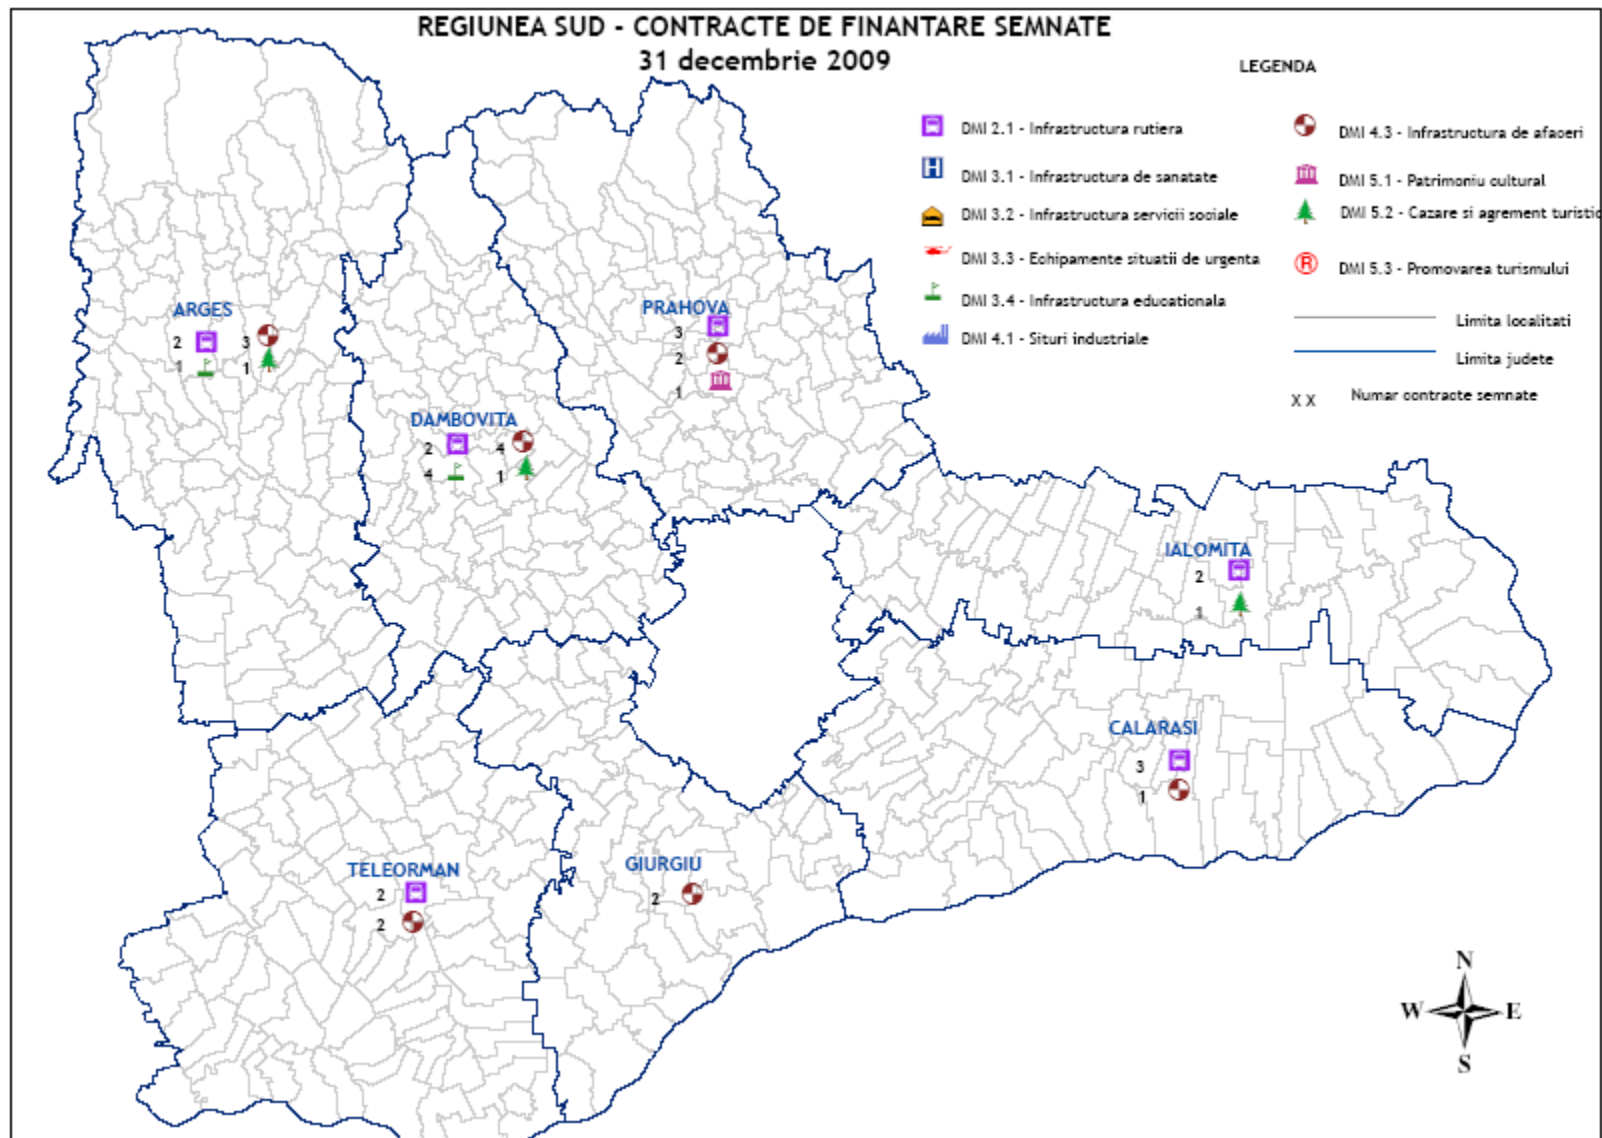 REGIUNEA SUD - CONTRACTE DE FINANTARE SEMNATE
31 decembrie 2009
LEGENDA
DMI 2.1 - Infrastructura rutiera
DMI 3.1 - Infrastructura de sanatate
DMI 3.2 - Infrastructura servicii sociale
DMI 3.3 - Echipamente situatii de urgenta
DMI 3.4 - Infrastructura educationala
DMI 4.1 - Situri industriale
DMI 4.3 - Infrastructura de afaceri
DMI 5.1 - Patrimoniu cultural
DMI 5.2 - Cazare si agrement turistic
R DMI 5.3 - Promovarea turismului
Limita localitati
Limita judete
X X Numar contracte semnate
ARGES
2 3
1 1
PRAHOVA
3
2
1
DAMBOVITA
2 4
4 1
IALOMITA
2
1
CALARASI
3
1
TELEORMAN
2
2
GIURGIU
2
N
W E
S